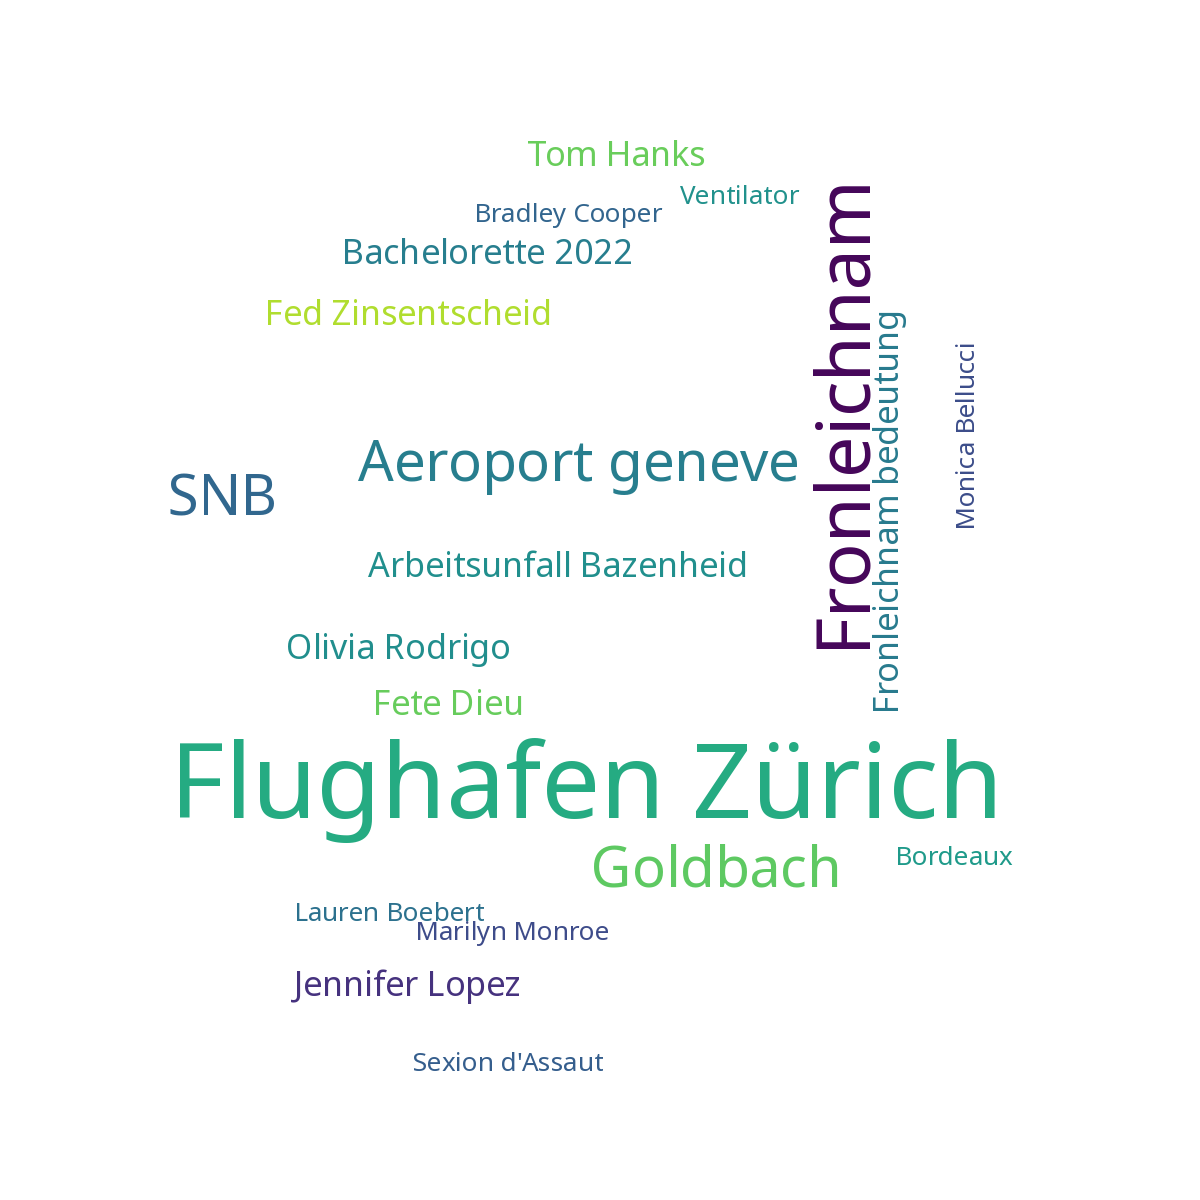 Tom Hanks
Ventilator
Bradley Cooper
Bachelorette 2022
Fed Zinsentscheid
Fronleichnam
Fronleichnam bedeutung
Monica Bellucci
Aeroport geneve
SNB
Arbeitsunfall Bazenheid
Olivia Rodrigo
Fete Dieu
Flughafen Zürich
Goldbach
Bordeaux
Lauren Boebert
Marilyn Monroe
Jennifer Lopez
Sexion d'Assaut